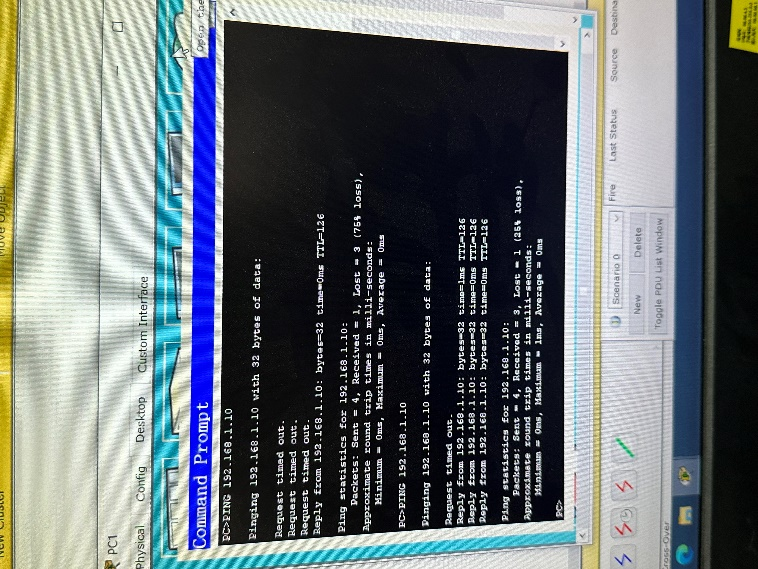 New Cluster
Move Object
PC1
Physical
Config
Desktop
Custom Interface
Open the
Command Prompt
PC>PING 192.168.1.10
Pinging 192.168.1.10 with 32 bytes of data:
Request timed out.
Request timed out.
Request timed out.
Reply from 192.168.1.10: bytes=32 time=0ms TTL=126
Ping statistics for 192.168.1.10:
Packets: Sent = 4, Received = 1, Lost = 3 (75% loss),
Approximate round trip times in milli-seconds:
Minimum = 0ms, Maximum = 0ms, Average = 0ms
PC>PING 192.168.1.10
Pinging 192.168.1.10 with 32 bytes of data:
Request timed out.
Reply from 192.168.1.10: bytes=32 time=1ms TTL=126
Reply from 192.168.1.10: bytes=32 time=0ms TTL=126
Reply from 192.168.1.10: bytes=32 time=0ms TTL=126
Ping statistics for 192.168.1.10:
Packets: Sent = 4, Received = 3, Lost = 1 (25% loss),
Approximate round trip times in milli-seconds:
Minimum = 0ms, Maximum = 1ms, Average = 0ms
PC>
Scenario 0
Fire
Last Status
Source
Destina
New
Delete
Toggle PDU List Window
ross-Over